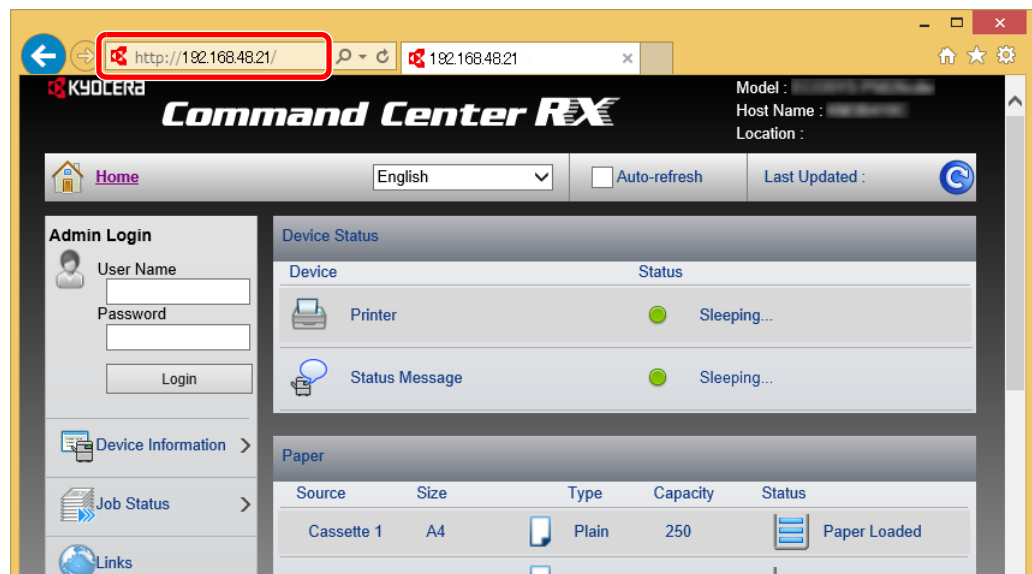 http://192.168.48.21/
192.168.48.21
KYOCERA
Command Center RX
Model :
Host Name :
Location :
Home
English
Auto-refresh
Last Updated :
Admin Login
User Name
Password
Login
Device Information
Job Status
Links
Device Status
Device Status
Printer Sleeping...
Status Message Sleeping...
Paper
Source Size Type Capacity Status
Cassette 1 A4 Plain 250 Paper Loaded